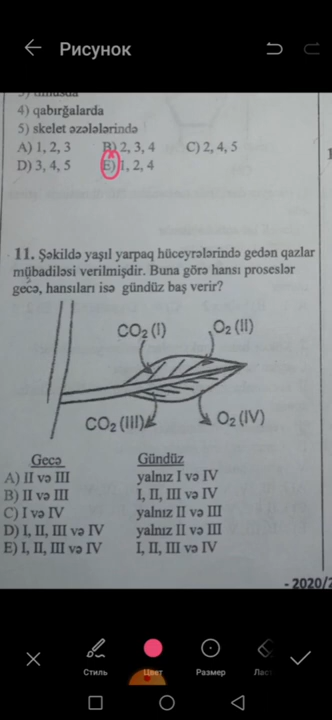 Рисунок
4) qabırğalarda
5) skelet əzələlərində
A) 1, 2, 3 B) 2, 3, 4 C) 2, 4, 5
D) 3, 4, 5 E) 1, 2, 4
11. Şəkildə yaşıl yarpaq hüceyrələrində gedən qazlar
mübadiləsi verilmişdir. Buna görə hansı proseslər
gecə, hansıları isə gündüz baş verir?
CO₂ (I) O₂ (II)
CO₂ (III) O₂ (IV)
Gecə Gündüz
A) II və III yalnız I və IV
B) II və III I, II, III və IV
C) I və IV yalnız II və III
D) I, II, III və IV yalnız II və III
E) I, II, III və IV I, II, III və IV
- 2020/2
Стиль Цвет Размер Ласт